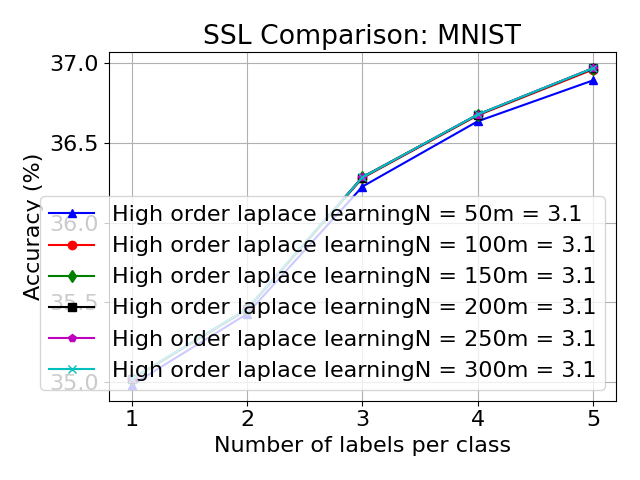 SSL Comparison: MNIST
Accuracy (%)
37.0
36.5
36.0
35.5
35.0
High order laplace learningN = 50m = 3.1
High order laplace learningN = 100m = 3.1
High order laplace learningN = 150m = 3.1
High order laplace learningN = 200m = 3.1
High order laplace learningN = 250m = 3.1
High order laplace learningN = 300m = 3.1
1 2 3 4 5
Number of labels per class